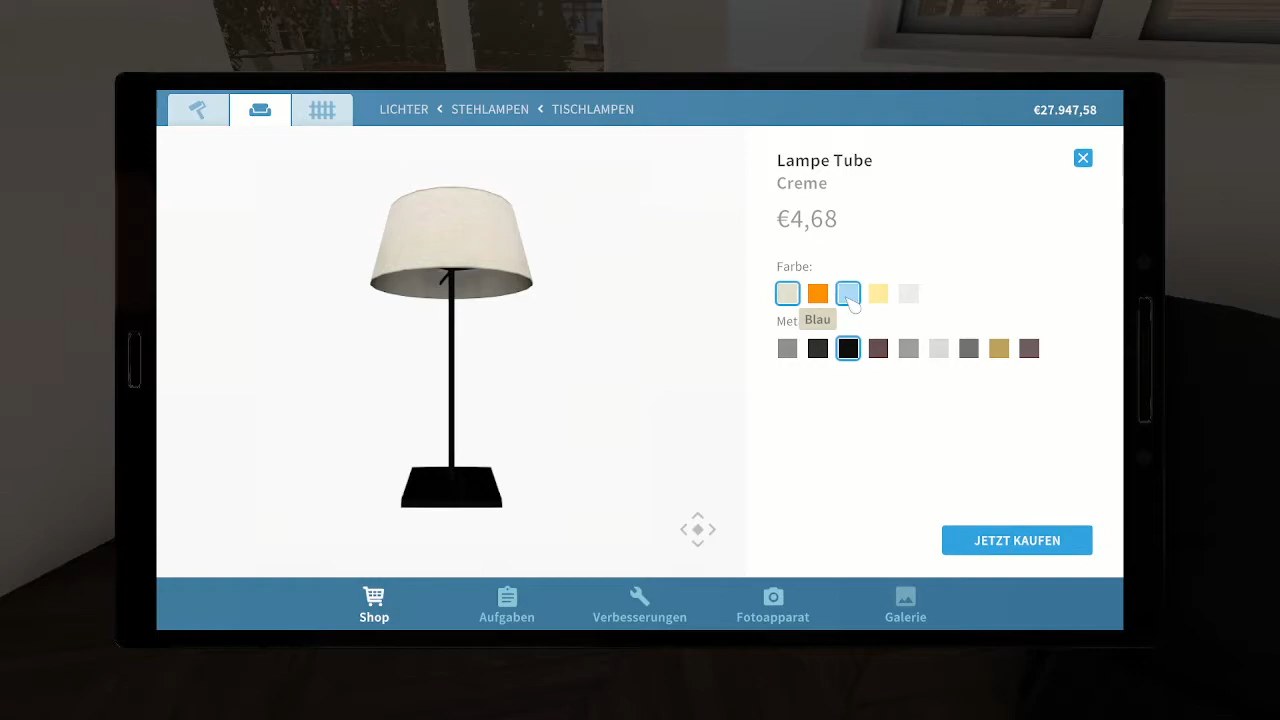 LICHTER < STEHLAMPEN < TISCHLAMPEN
€27.947,58
Lampe Tube
Creme
€4,68
Farbe:
Met
Blau
JETZT KAUFEN
Shop
Aufgaben
Verbesserungen
Fotoapparat
Galerie